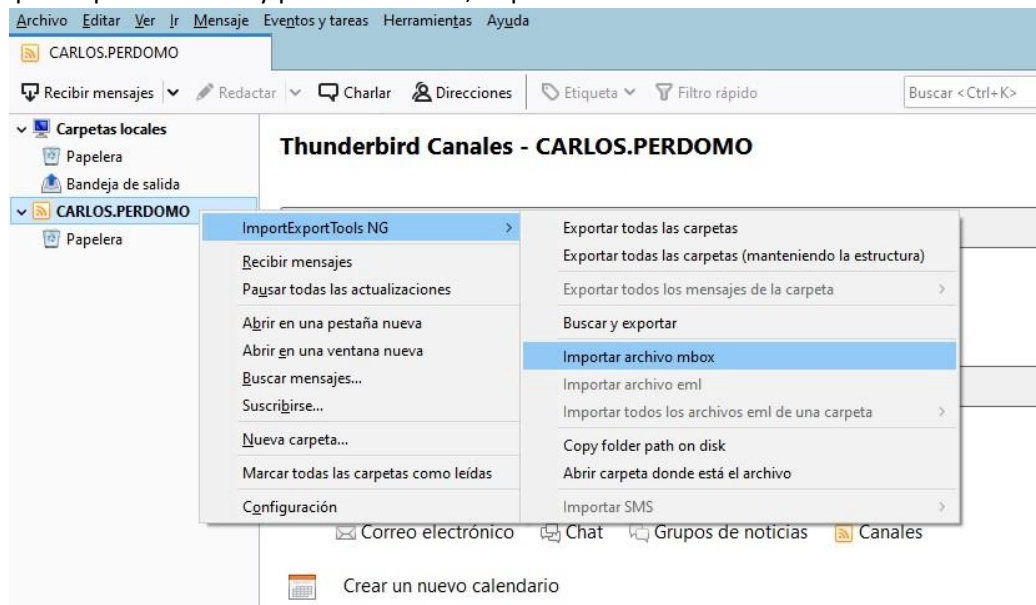 Archivo Editar Ver Ir Mensaje Eventos y tareas Herramientas Ayuda
CARLOS.PERDOMO
Recibir mensajes Redactar Charlar Direcciones Etiqueta Filtro rápido Buscar <Ctrl+K>
Carpetas locales
Papelera
Bandeja de salida
CARLOS.PERDOMO
Papelera
Thunderbird Canales - CARLOS.PERDOMO
ImportExportTools NG
Recibir mensajes
Pausar todas las actualizaciones
Abrir en una pestaña nueva
Abrir en una ventana nueva
Buscar mensajes...
Suscribirse...
Nueva carpeta...
Marcar todas las carpetas como leídas
Configuración
Exportar todas las carpetas
Exportar todas las carpetas (manteniendo la estructura)
Exportar todos los mensajes de la carpeta
Buscar y exportar
Importar archivo mbox
Importar archivo eml
Importar todos los archivos eml de una carpeta
Copy folder path on disk
Abrir carpeta donde está el archivo
Importar SMS
Correo electrónico Chat Grupos de noticias Canales
Crear un nuevo calendario